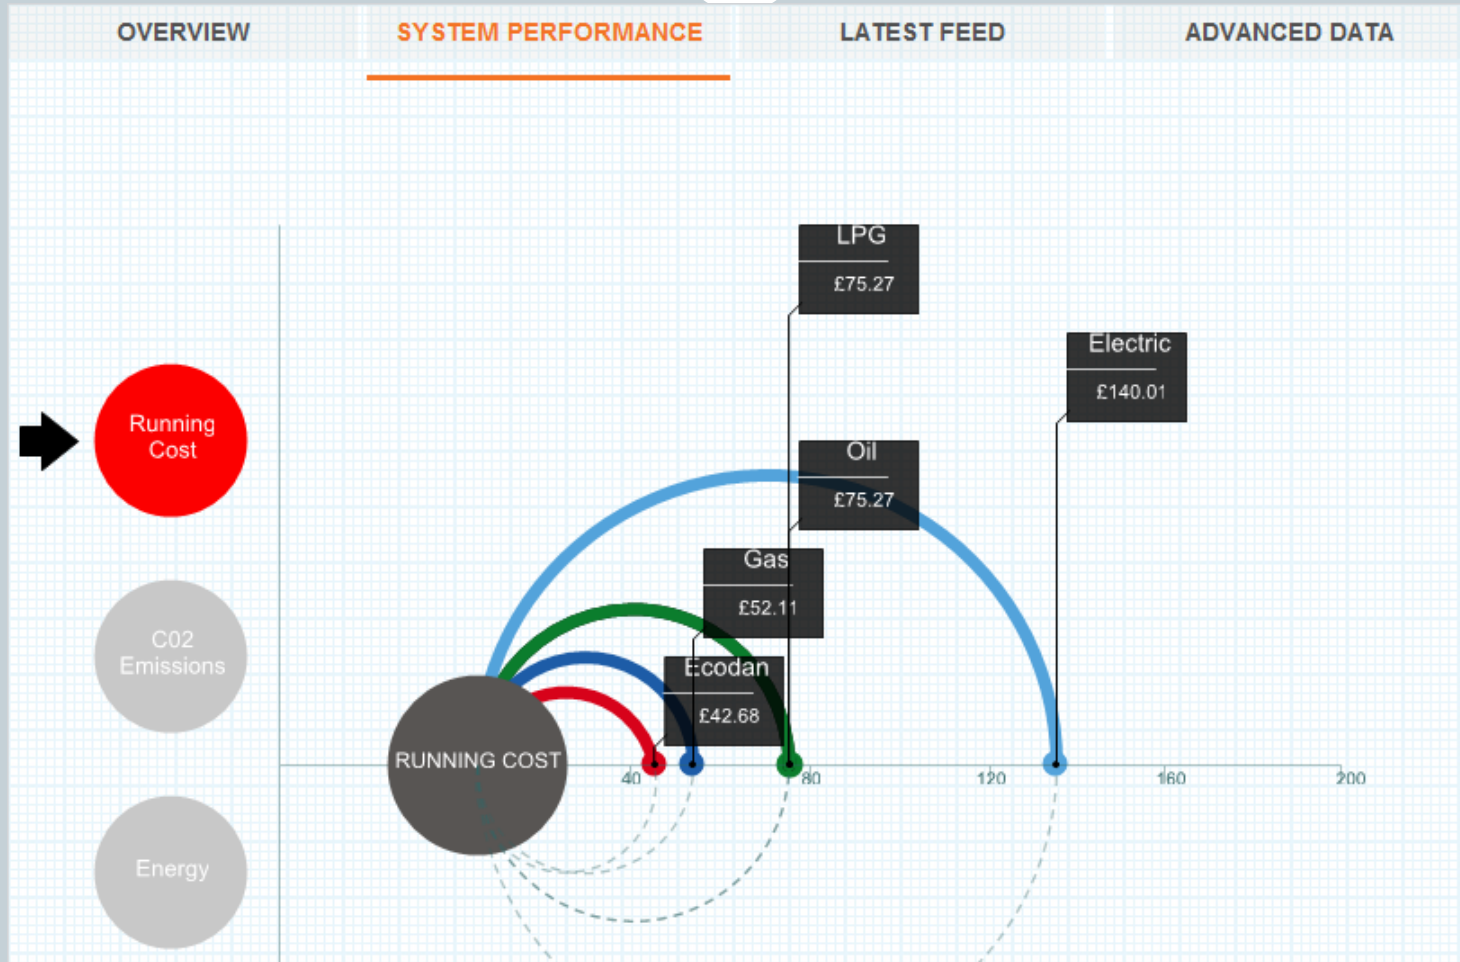 OVERVIEW
SYSTEM PERFORMANCE
LATEST FEED
ADVANCED DATA
LPG
£75.27
Electric
£140.01
Running
Cost
Oil
£75.27
Gas
£52.11
C02
Emissions
Ecodan
£42.68
RUNNING COST
40
80
120
160
200
Energy